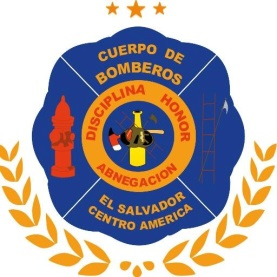 CUERPO DE
BOMBEROS
DISCIPLINA HONOR
ABNEGACION
EL SALVADOR
CENTRO AMERICA